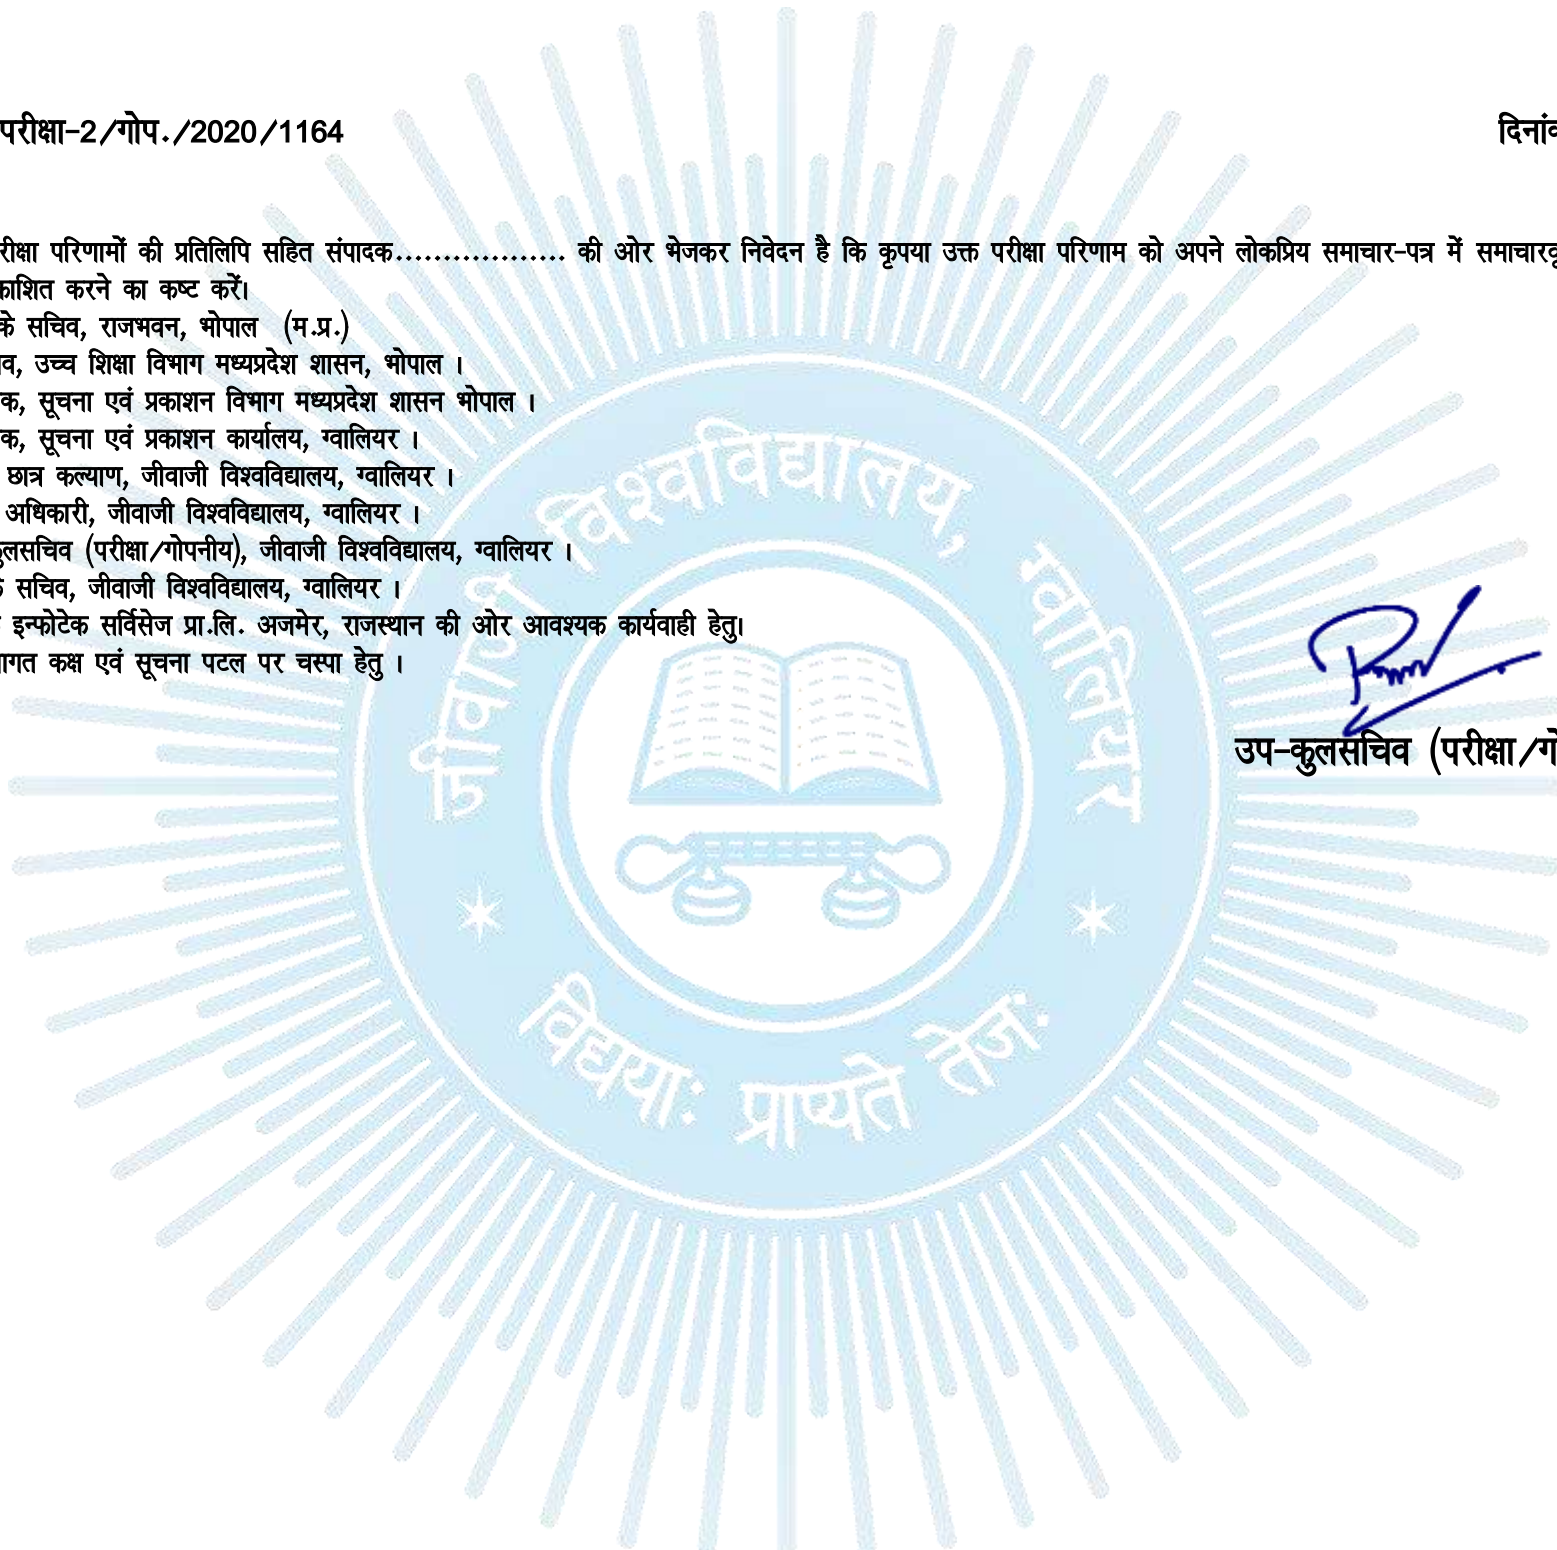 परीक्षा-2/गोप./2020/1164
दिनांक
रीक्षा परिणामों की प्रतिलिपि सहित संपादक.................. की ओर भेजकर निवेदन है कि कृपया उक्त परीक्षा परिणाम को अपने लोकप्रिय समाचार-पत्र में
काशित करने का कष्ट करें।
के सचिव, राजभवन, भोपाल (म.प्र.)
व, उच्च शिक्षा विभाग मध्यप्रदेश शासन, भोपाल ।
क, सूचना एवं प्रकाशन विभाग मध्यप्रदेश शासन भोपाल ।
क, सूचना एवं प्रकाशन कार्यालय, ग्वालियर ।
छात्र कल्याण, जीवाजी विश्वविद्यालय, ग्वालियर ।
अधिकारी, जीवाजी विश्वविद्यालय, ग्वालियर ।
कुलसचिव (परीक्षा/गोपनीय), जीवाजी विश्वविद्यालय, ग्वालियर ।
के सचिव, जीवाजी विश्वविद्यालय, ग्वालियर ।
इन्फोटेक सर्विसेज प्रा.लि. अजमेर, राजस्थान की ओर आवश्यक कार्यवाही हेतु।
गत कक्ष एवं सूचना पटल पर चस्पा हेतु ।
उप-कुलसचिव (परीक्षा/गो
जीवाजी विश्वविद्यालय, ग्वालियर
विद्यया: प्राप्यते तेज: